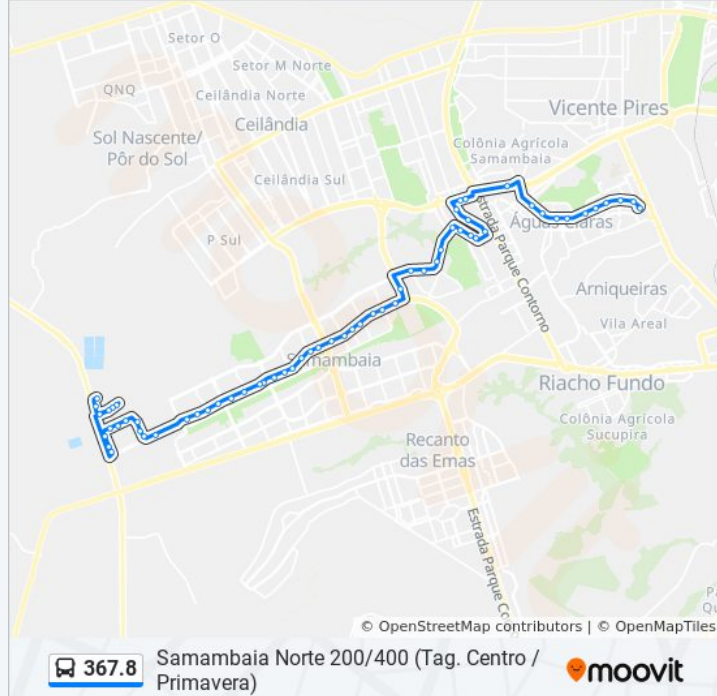 Setor O
Setor M Norte
QNQ
Ceilândia Norte
Vicente Pires
Ceilândia
Sol Nascente/
Pôr do Sol
Colônia Agrícola
Samambaia
Ceilândia Sul
Estrada Parque Contorno
P Sul
Águas Claras
Arniqueiras
Vila Areal
Samambaia
Riacho Fundo
Colônia Agrícola
Sucupira
Recanto
das Emas
Estrada Parque Co
© OpenStreetMap contributors | © OpenMapTiles
367.8
Samambaia Norte 200/400 (Tag. Centro /
Primavera)
moovit